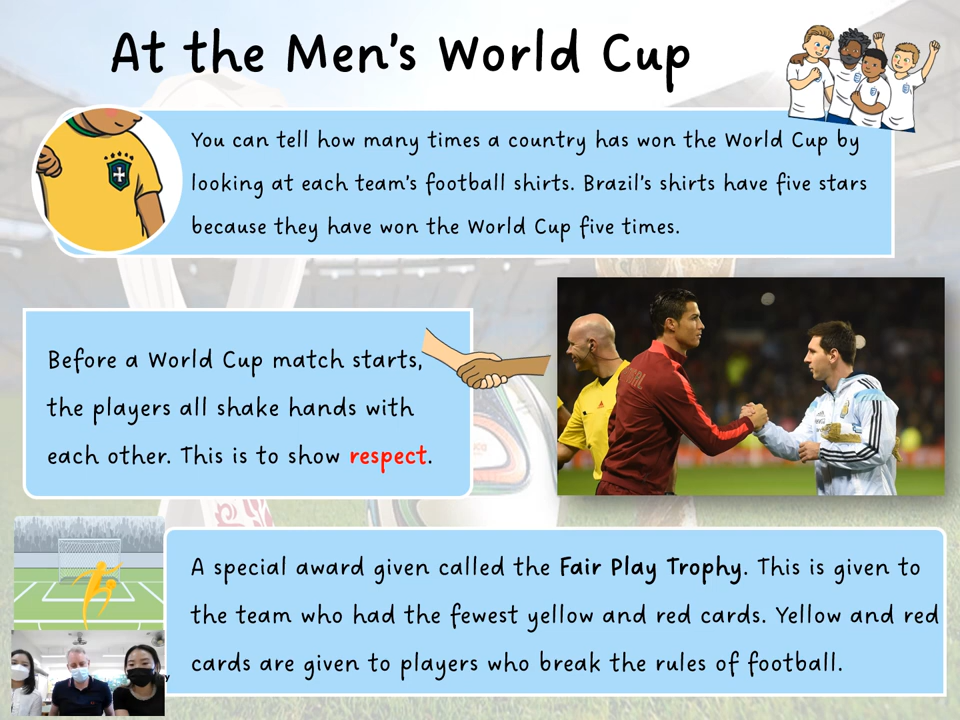 At the Men's World Cup
You can tell how many times a country has won the World Cup by
looking at each team's football shirts. Brazil's shirts have five stars
because they have won the World Cup five times.
Before a World Cup match starts,
the players all shake hands with
each other. This is to show respect.
A special award given called the Fair Play Trophy. This is given to
the team who had the fewest yellow and red cards. Yellow and red
cards are given to players who break the rules of football.